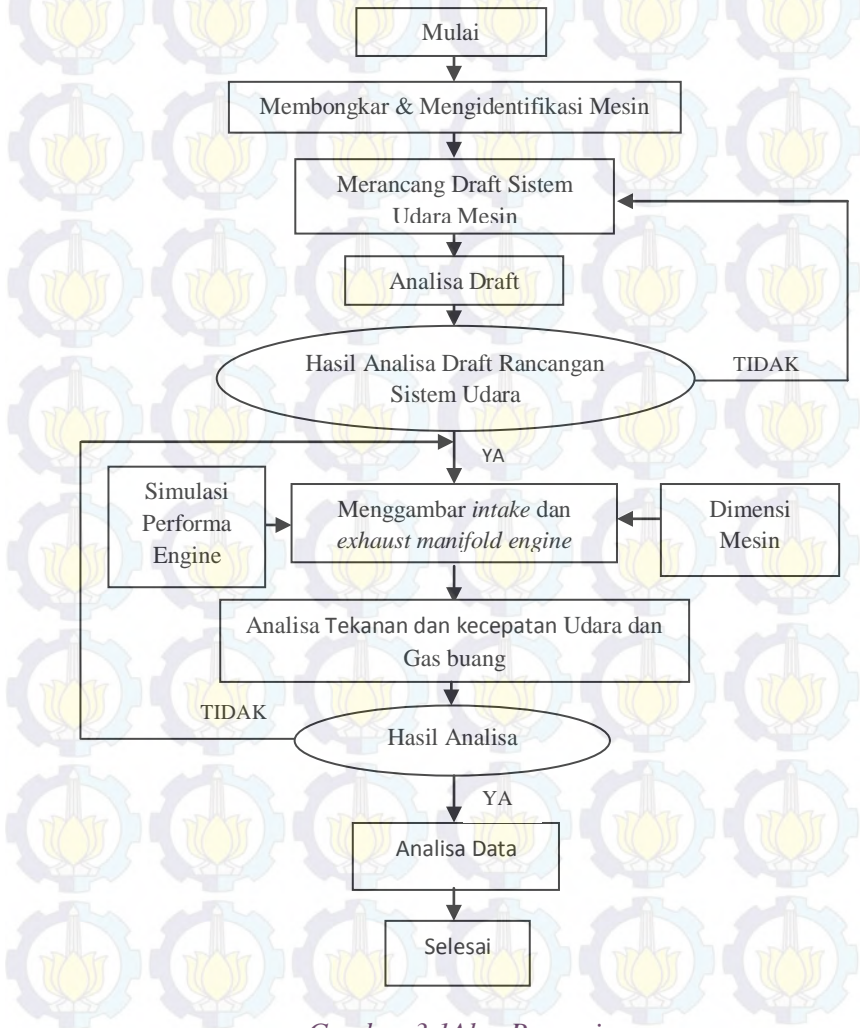 Mulai
Membongkar & Mengidentifikasi Mesin
Merancang Draft Sistem
Udara Mesin
Analisa Draft
Hasil Analisa Draft Rancangan
Sistem Udara
TIDAK
YA
Simulasi
Performa
Engine
Menggambar intake dan
exhaust manifold engine
Dimensi
Mesin
Analisa Tekanan dan kecepatan Udara dan
Gas buang
TIDAK
Hasil Analisa
YA
Analisa Data
Selesai